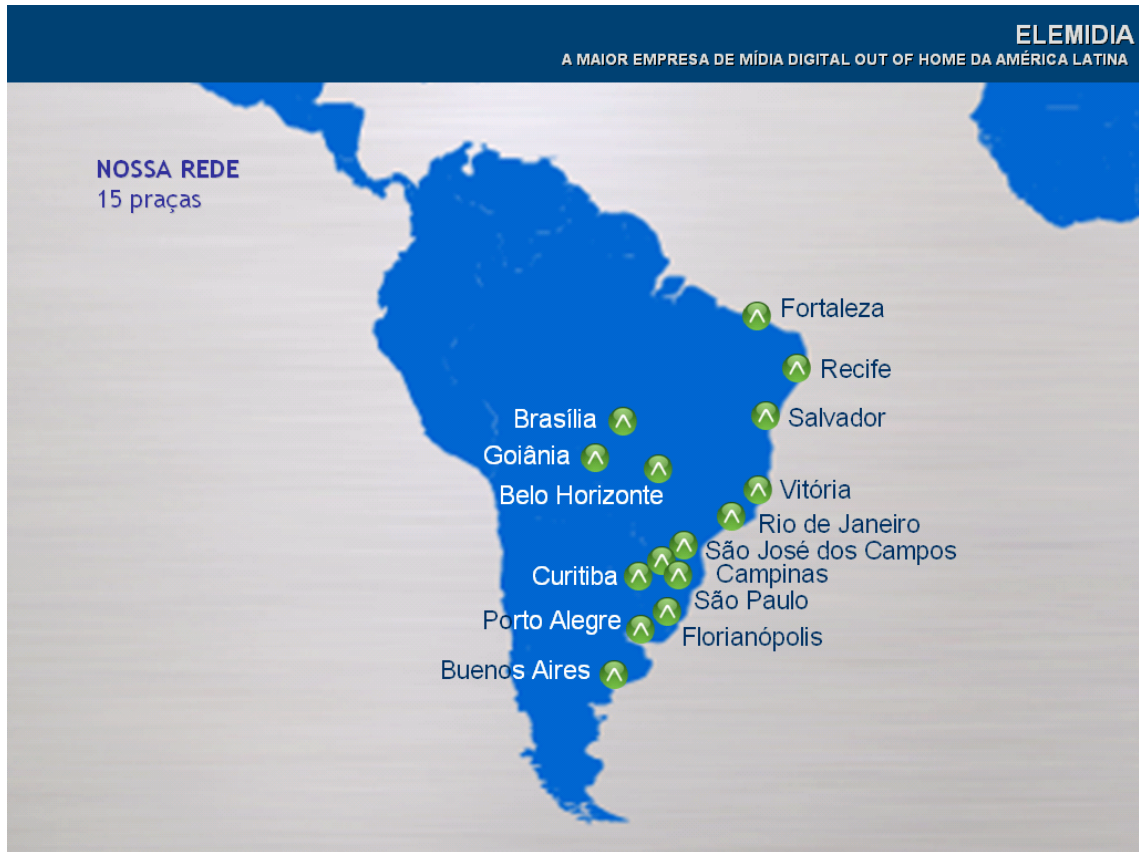 ELEMIDIA
A MAIOR EMPRESA DE MÍDIA DIGITAL OUT OF HOME DA AMÉRICA LATINA
NOSSA REDE
15 praças
Fortaleza
Recife
Brasília
Salvador
Goiânia
Belo Horizonte
Vitória
Rio de Janeiro
São José dos Campos
Curitiba
Campinas
São Paulo
Porto Alegre
Florianópolis
Buenos Aires